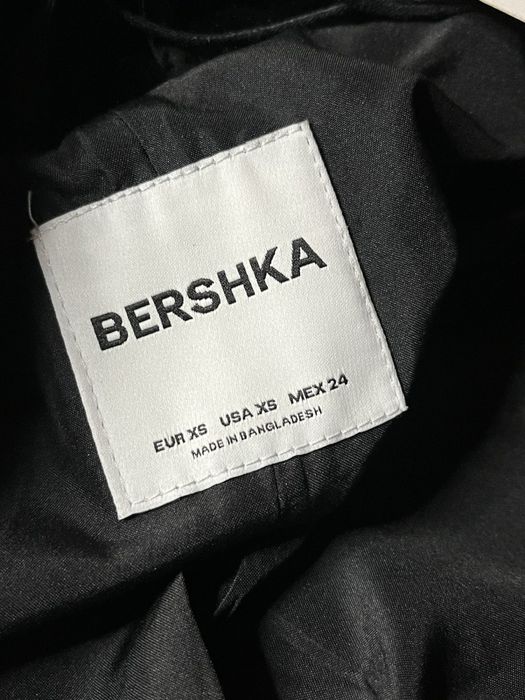 BERSHKA
EUR XS USA XS MEX 24
MADE IN BANGLADESH